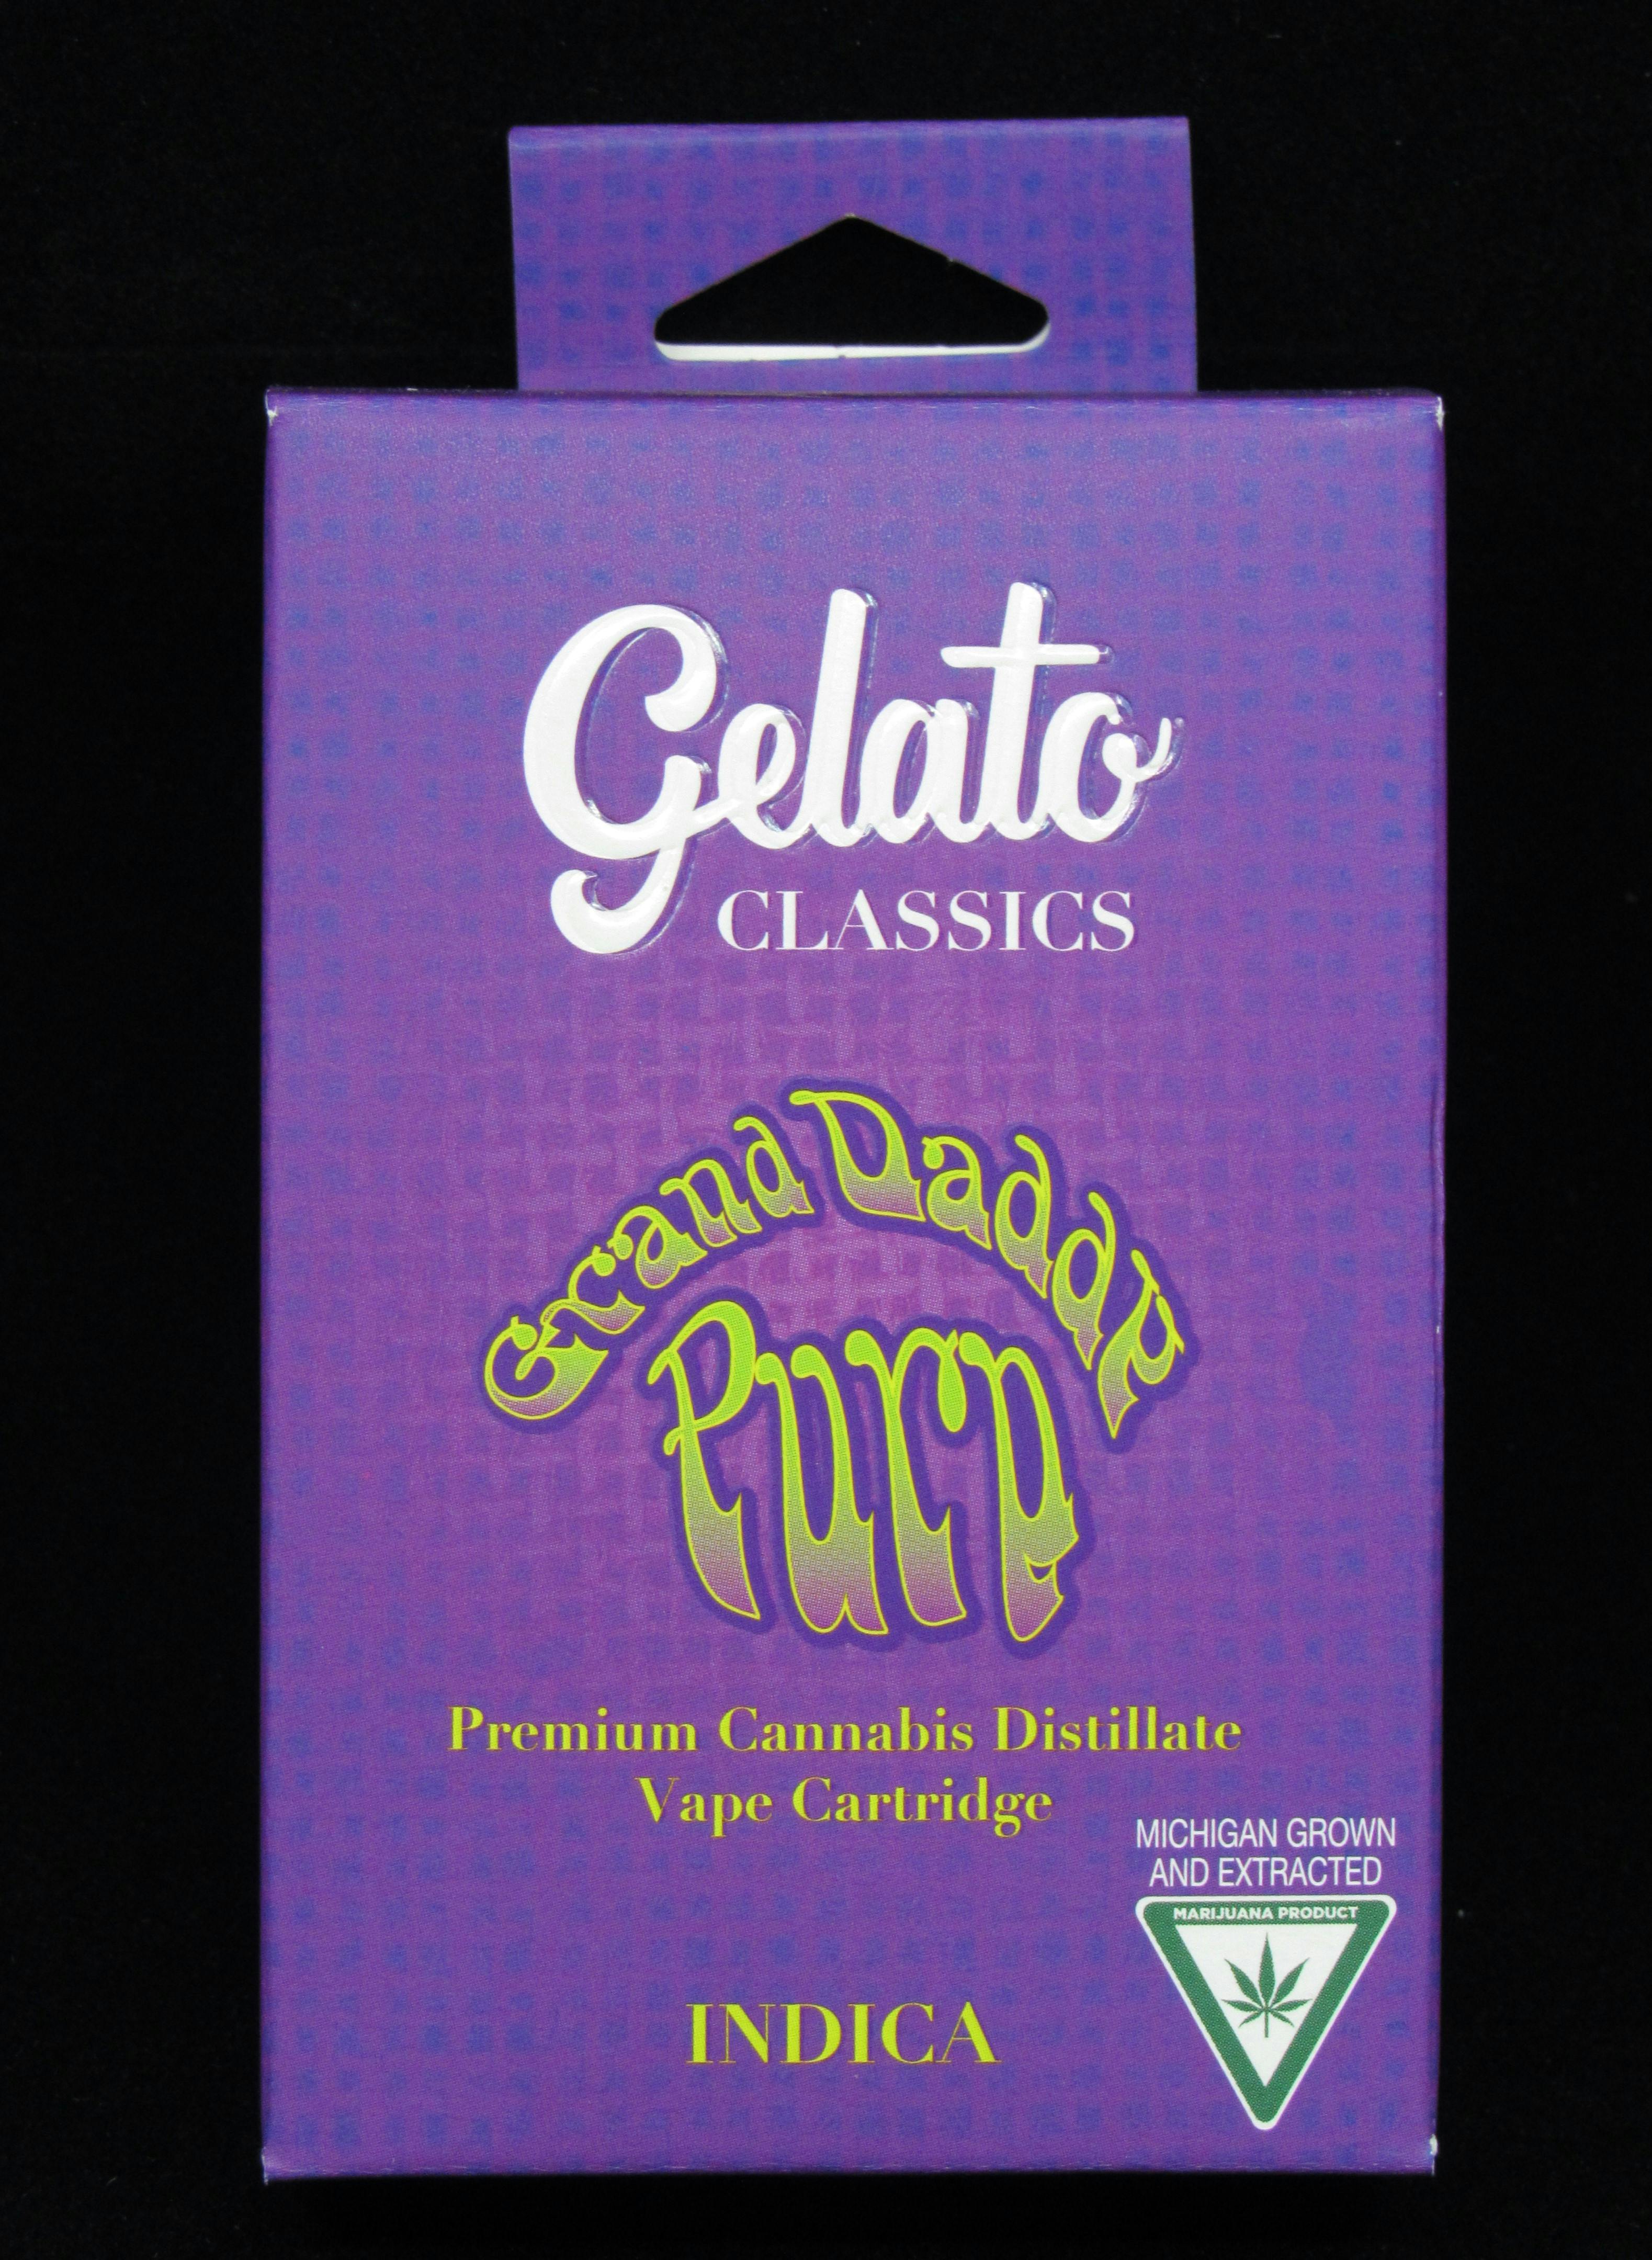 Gelato
CLASSICS
Grand Daddy
Purp
Premium Cannabis Distillate
Vape Cartridge
MICHIGAN GROWN
AND EXTRACTED
MARIJUANA PRODUCT
INDICA